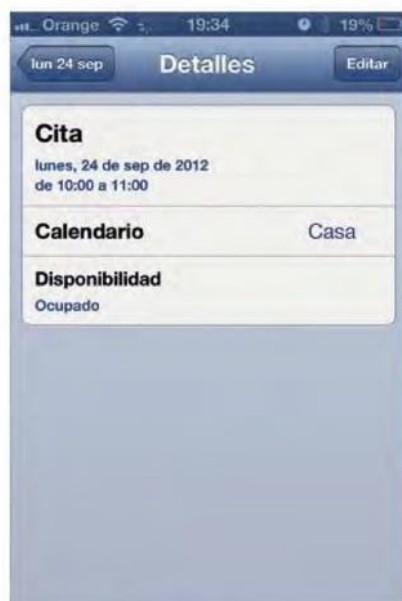 Orange 19:34 19%
lun 24 sep Detalles Editar
Cita
lunes, 24 de sep de 2012
de 10:00 a 11:00
Calendario Casa
Disponibilidad
Ocupado